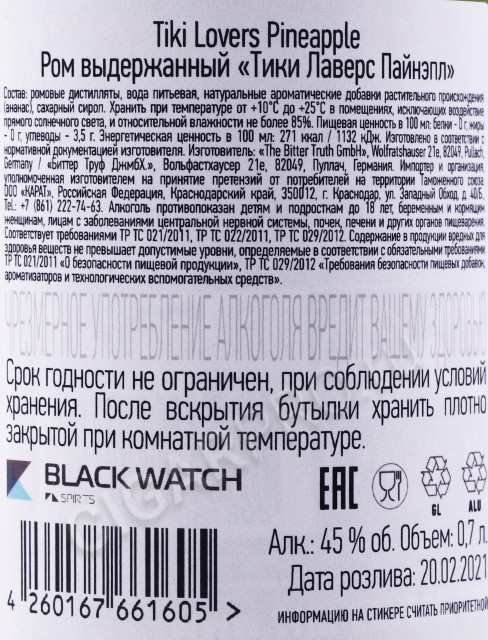 Tiki Lovers Pineapple
Ром выдержанный «Тики Лаверс Пайнэпл»
Состав: ромовые дистилляты, вода питьевая, натуральные ароматические добавки растительного происхождения
(ананас), сахарный сироп. Хранить при температуре от +10°С до +25°С в помещениях, исключающих воздействие
прямого солнечного света, и относительной влажности не более 85%. Пищевая ценность в 100 мл: белки - 0 г, жиры
- 0 г, углеводы - 3,5 г. Энергетическая ценность в 100 мл: 271 ккал / 1132 кДж. Изготовлено в соответствии с
нормативной документацией изготовителя. Изготовитель: «The Bitter Truth GmbH», Wolfratshauser 21e, 82049, Pullach,
Germany / «Биттер Труф Джмбх.», Вольфастхаусер 21e, 82049, Пуллач, Германия. Импортер и организация,
уполномоченная изготовителем на принятие претензий от потребителей на территории Таможенного союза:
ООО «КАРАТ», Российская Федерация, Краснодарский край, 350012, г. Краснодар, ул. Западный Обход, д. 40/5.
Tel.: +7 (861) 222-74-63. Алкоголь противопоказан детям и подросткам до 18 лет, беременным и кормящим
женщинам, лицам с заболеваниями центральной нервной системы, почек, печени и других органов пищеварения.
Соответствует требованиями ТР ТС 021/2011, ТР ТС 022/2011, ТР ТС 029/2012. Содержание в продукции вредных для
здоровья веществ не превышает допустимые уровни, определяемые в соответствии с обязательными требованиями
ТР ТС 021/2011 «О безопасности пищевой продукции», ТР ТС 029/2012 «Требования безопасности пищевых добавок,
ароматизаторов и технологических вспомогательных средств».
ЧРЕЗМЕРНОЕ УПОТРЕБЛЕНИЕ АЛКОГОЛЯ ВРЕДИТ ВАШЕМУ ЗДОРОВЬЮ
Срок годности не ограничен, при соблюдении условий
хранения. После вскрытия бутылки хранить плотно
закрытой при комнатной температуре.
BLACK WATCH
SPIRITS
EAC
GL
ALU
Алк.: 45 % об. Объем: 0,7 л.
Дата розлива: 20.02.2021
4 260167 661605 >
ИНФОРМАЦИЮ НА СТИКЕРЕ СЧИТАТЬ ПРИОРИТЕТНОЙ